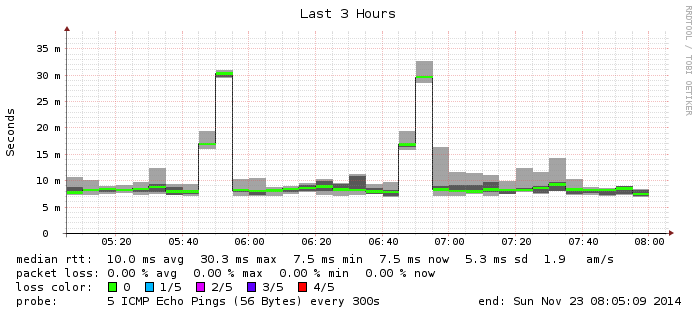 Last 3 Hours
RRDTOOL / TOBI OETIKER
Seconds
35 m
30 m
25 m
20 m
15 m
10 m
5 m
0
05:20 05:40 06:00 06:20 06:40 07:00 07:20 07:40 08:00
median rtt: 10.0 ms avg 30.3 ms max 7.5 ms min 7.5 ms now 5.3 ms sd 1.9 am/s
packet loss: 0.00 % avg 0.00 % max 0.00 % min 0.00 % now
loss color: 0 1/5 2/5 3/5 4/5
probe: 5 ICMP Echo Pings (56 Bytes) every 300s end: Sun Nov 23 08:05:09 2014